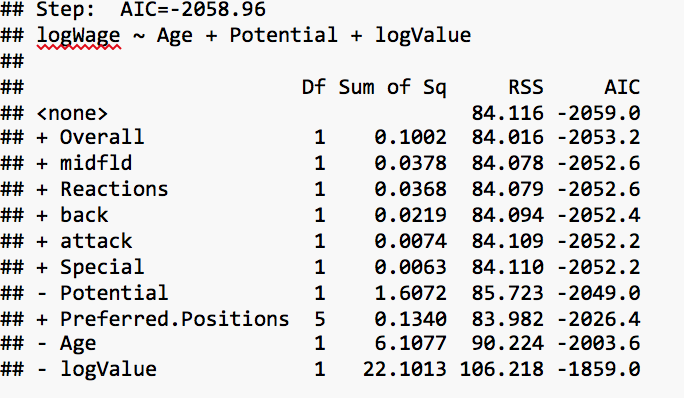 ## Step:  AIC=-2058.96
## logWage ~ Age + Potential + logValue
##
##                       Df Sum of Sq     RSS     AIC
## <none>                              84.116 -2059.0
## + Overall              1    0.1002  84.016 -2053.2
## + midfld               1    0.0378  84.078 -2052.6
## + Reactions            1    0.0368  84.079 -2052.6
## + back                 1    0.0219  84.094 -2052.4
## + attack               1    0.0074  84.109 -2052.2
## + Special              1    0.0063  84.110 -2052.2
## - Potential            1    1.6072  85.723 -2049.0
## + Preferred.Positions  5    0.1340  83.982 -2026.4
## - Age                  1    6.1077  90.224 -2003.6
## - logValue             1   22.1013 106.218 -1859.0